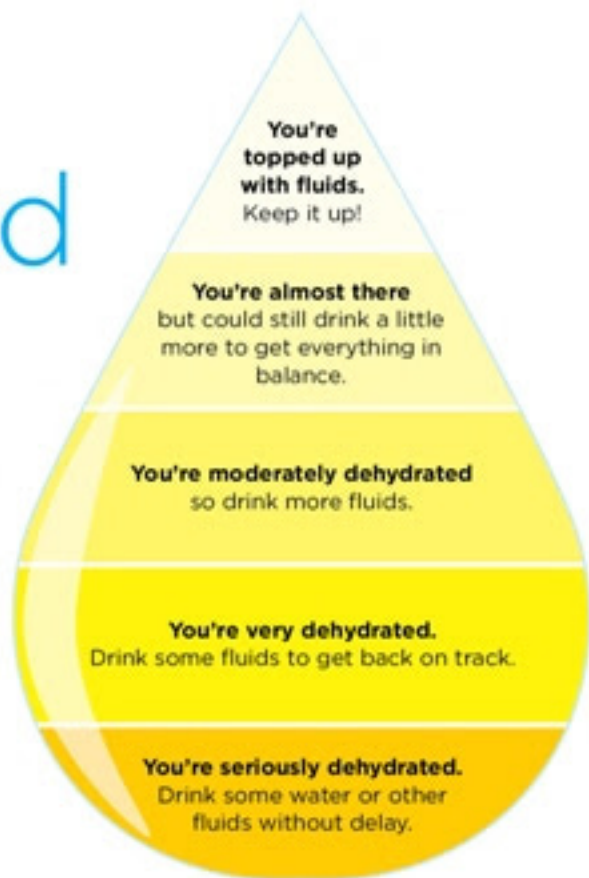 d
You're
topped up
with fluids.
Keep it up!
You're almost there
but could still drink a little
more to get everything in
balance.
You're moderately dehydrated
so drink more fluids.
You're very dehydrated.
Drink some fluids to get back on track.
You're seriously dehydrated.
Drink some water or other
fluids without delay.